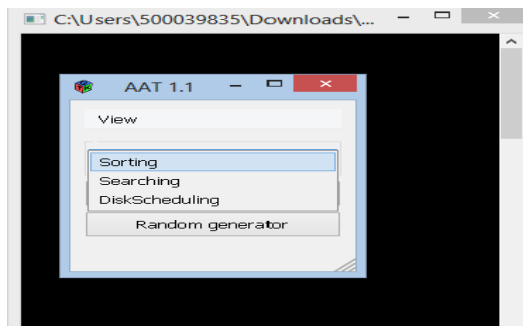 C:\Users\500039835\Downloads\...
AAT 1.1
View
Sorting
Searching
DiskScheduling
Random generator